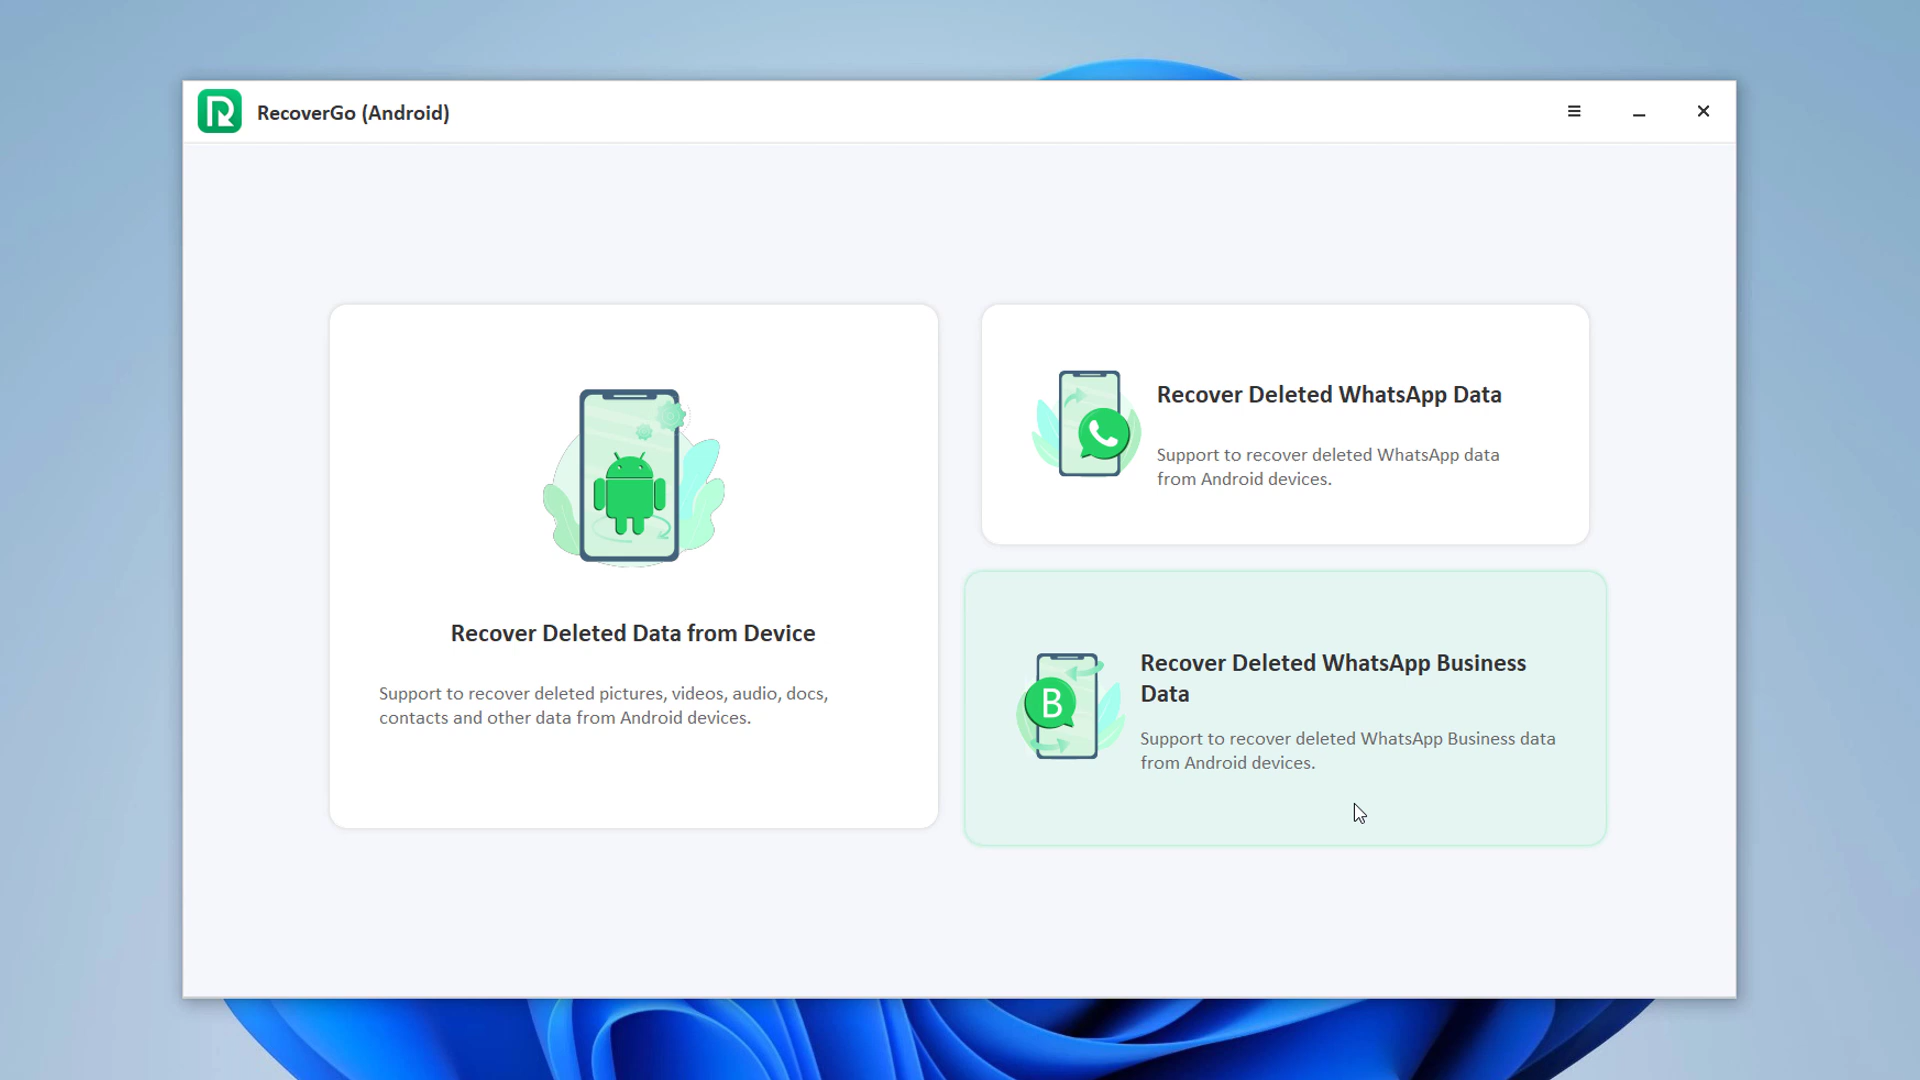 RecoverGo (Android)
Recover Deleted Data from Device
Support to recover deleted pictures, videos, audio, docs,
contacts and other data from Android devices.
Recover Deleted WhatsApp Data
Support to recover deleted WhatsApp data
from Android devices.
B
Recover Deleted WhatsApp Business
Data
Support to recover deleted WhatsApp Business data
from Android devices.